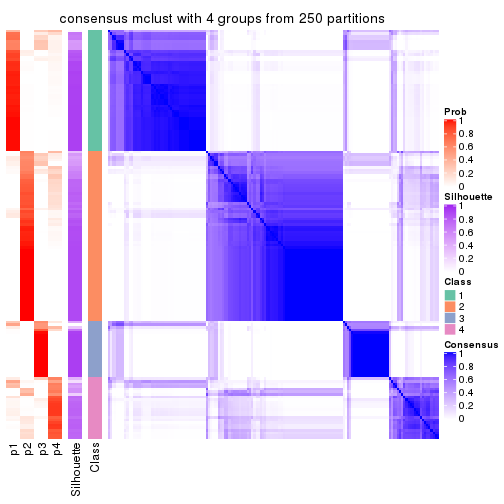 consensus mclust with 4 groups from 250 partitions
Prob
1
0.8
0.6
0.4
0.2
0
Silhouette
1
0.8
0.6
0.4
0.2
0
Class
1
2
3
4
Consensus
1
0.8
0.6
0.4
0.2
0
p1
p2
p3
p4
Silhouette
Class